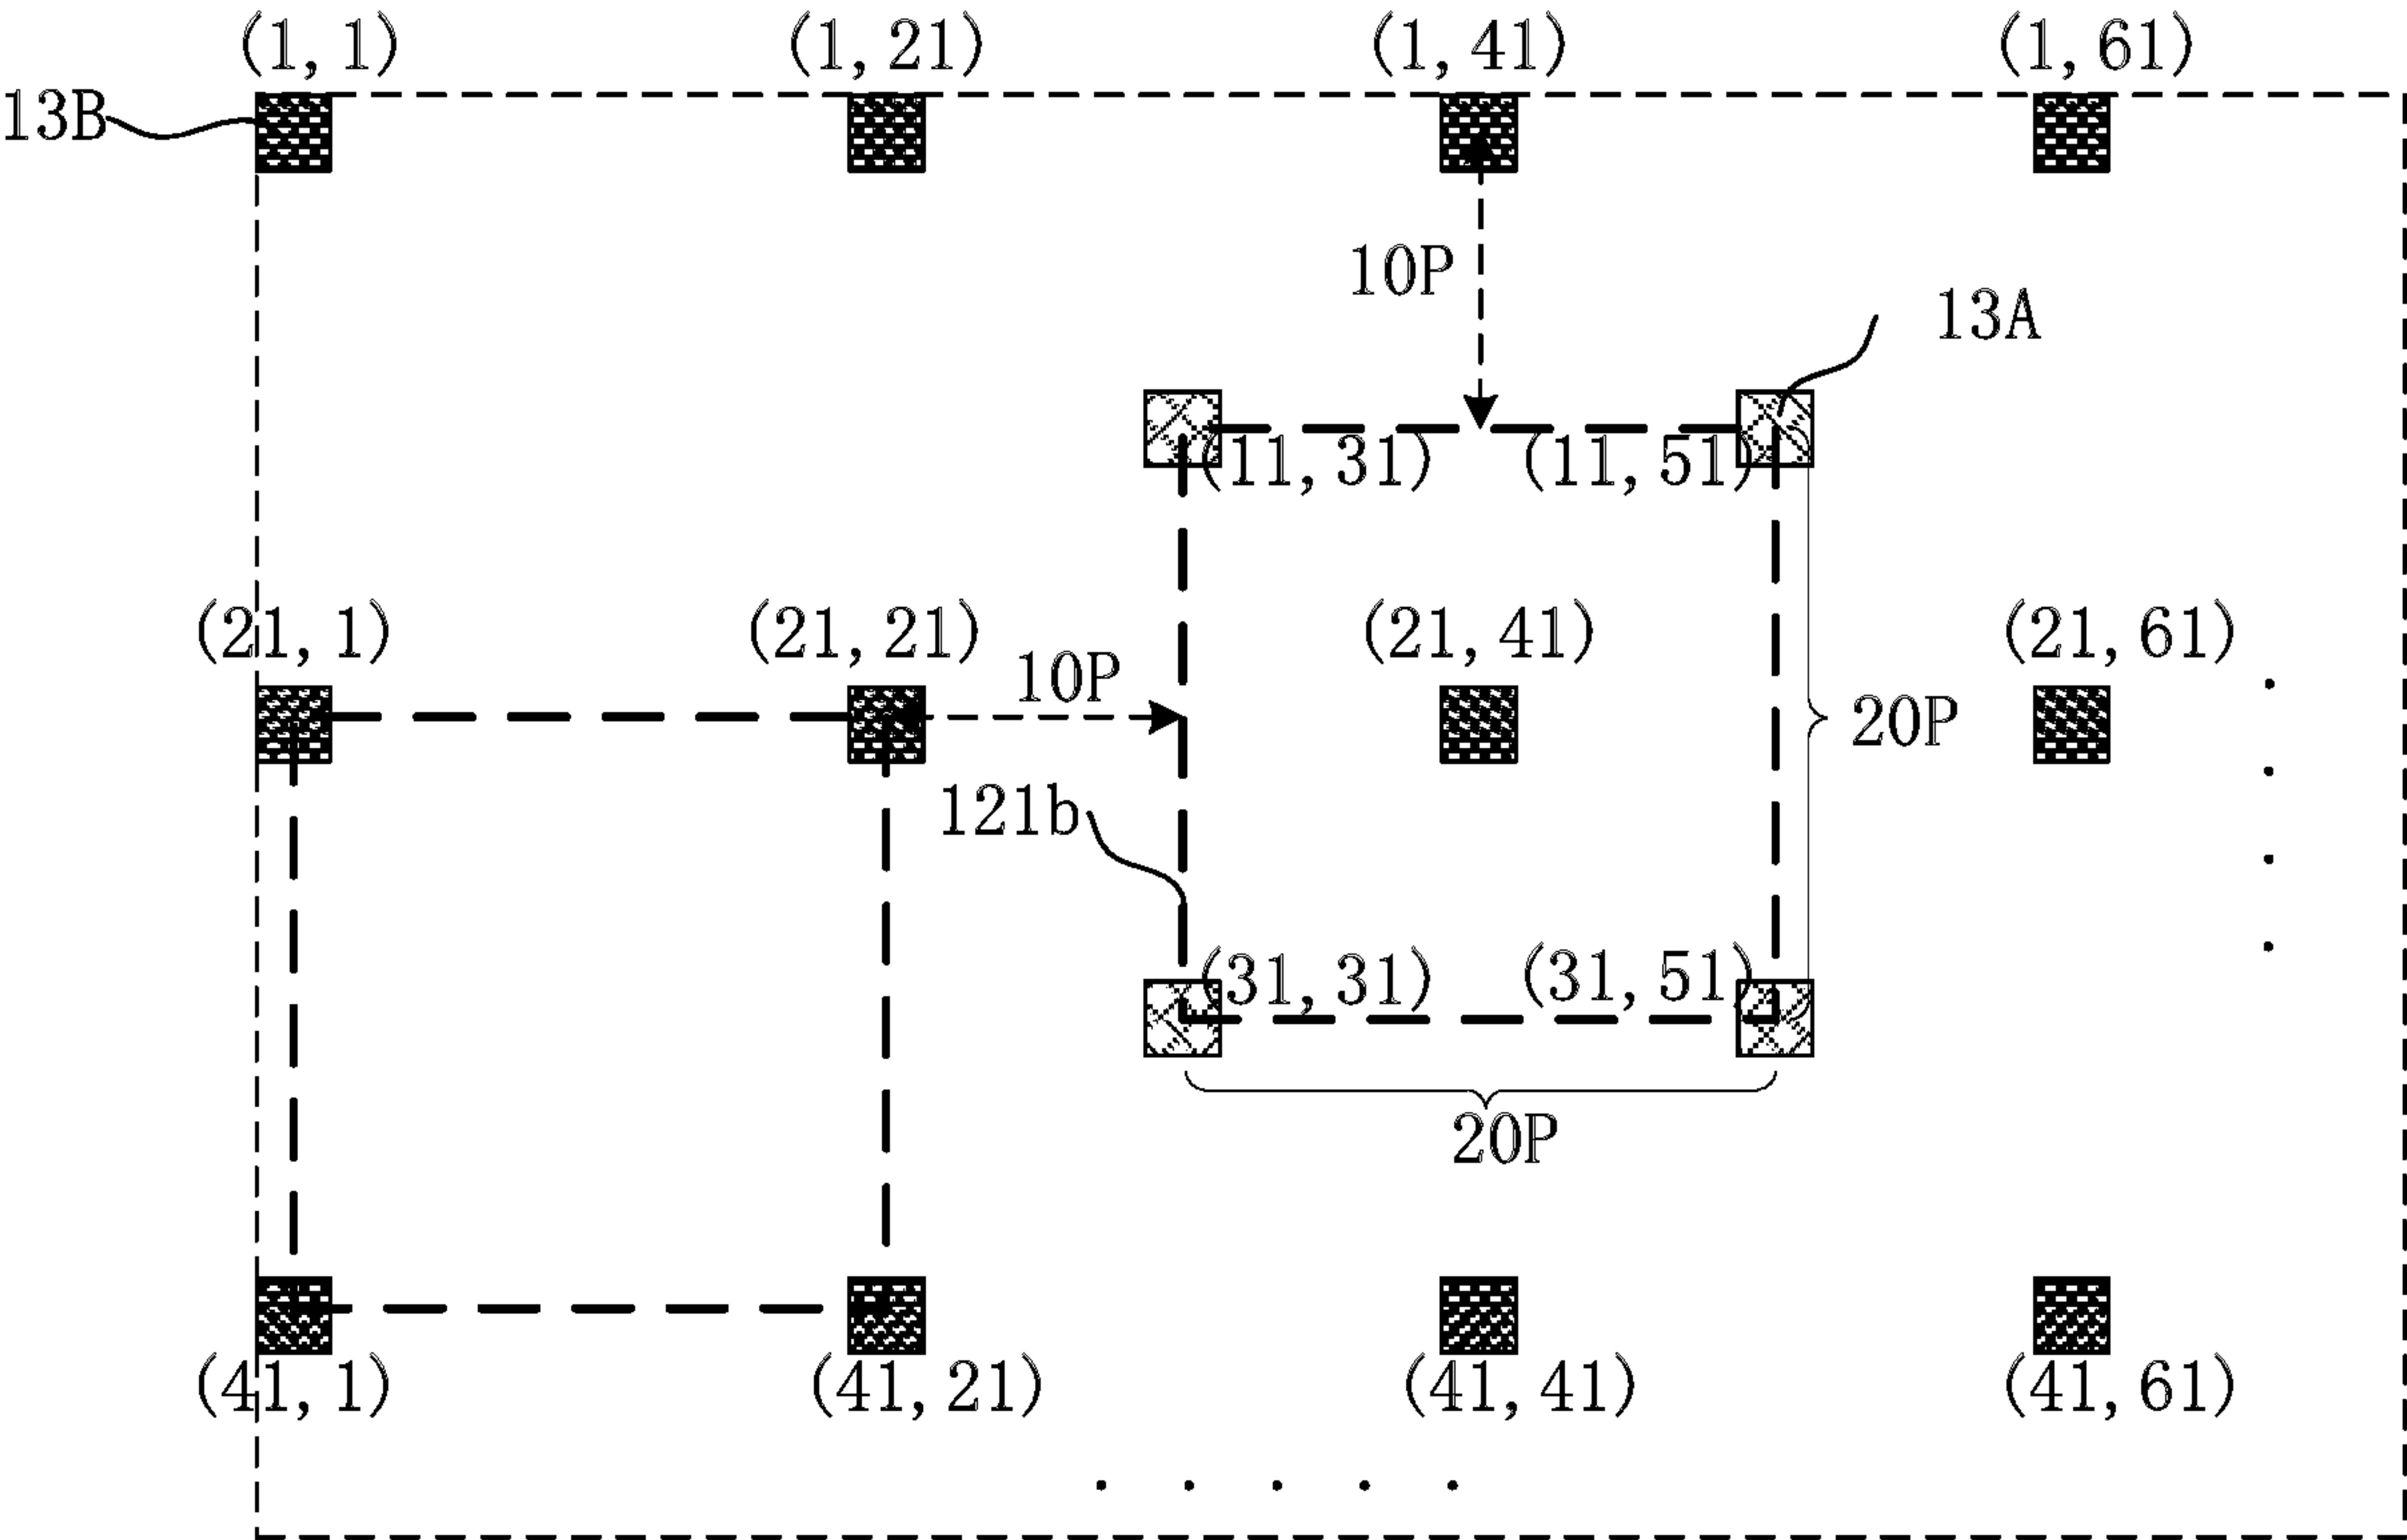 (1, 1) (1, 21) (1, 41) (1, 61)
13B
10P
13A
(11, 31) (11, 51)
(21, 1) (21, 21) (21, 41) (21, 61)
10P
20P
121b
(31, 31) (31, 51)
20P
(41, 1) (41, 21) (41, 41) (41, 61)